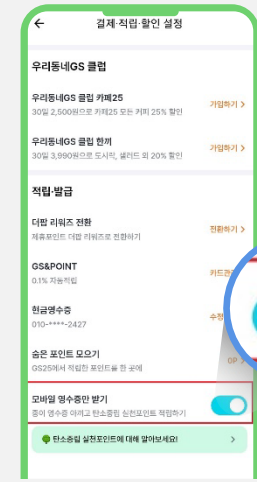 결제·적립·할인 설정
우리동네GS 클럽
우리동네GS 클럽 카페25
30일 2,500원으로 카페25 모든 커피 25% 할인
가입하기 >
우리동네GS 클럽 한끼
30일 3,990원으로 도시락, 샐러드 외 20% 할인
가입하기 >
적립·발급
더팝 리워즈 전환
제휴포인트 더팝 리워즈로 전환하기
전환하기 >
GS&POINT
0.1% 자동적립
카드관
현금영수증
010-****-2427
수정
숨은 포인트 모으기
GS25에서 적립한 포인트를 한 곳에
0P >
모바일 영수증만 받기
종이 영수증 아끼고 탄소중립 실천포인트 적립하기
탄소중립 실천포인트에 대해 알아보세요!